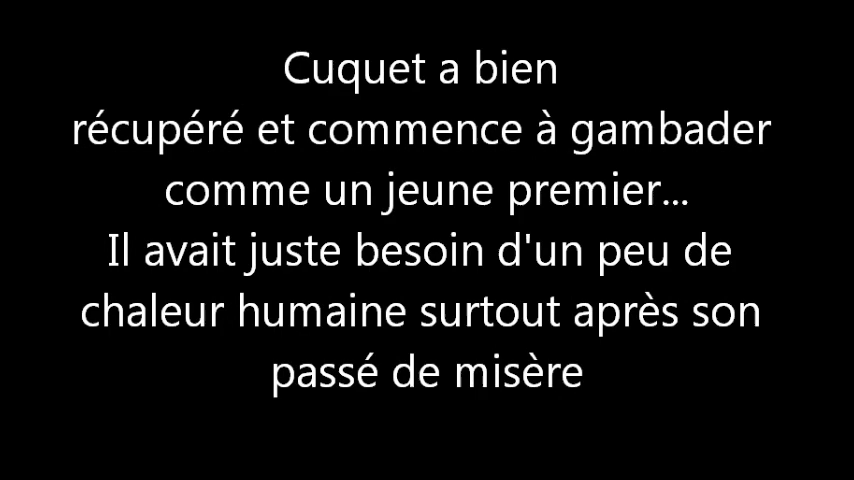 Cuquet a bien
récupéré et commence à gambader
comme un jeune premier...
Il avait juste besoin d'un peu de
chaleur humaine surtout après son
passé de misère